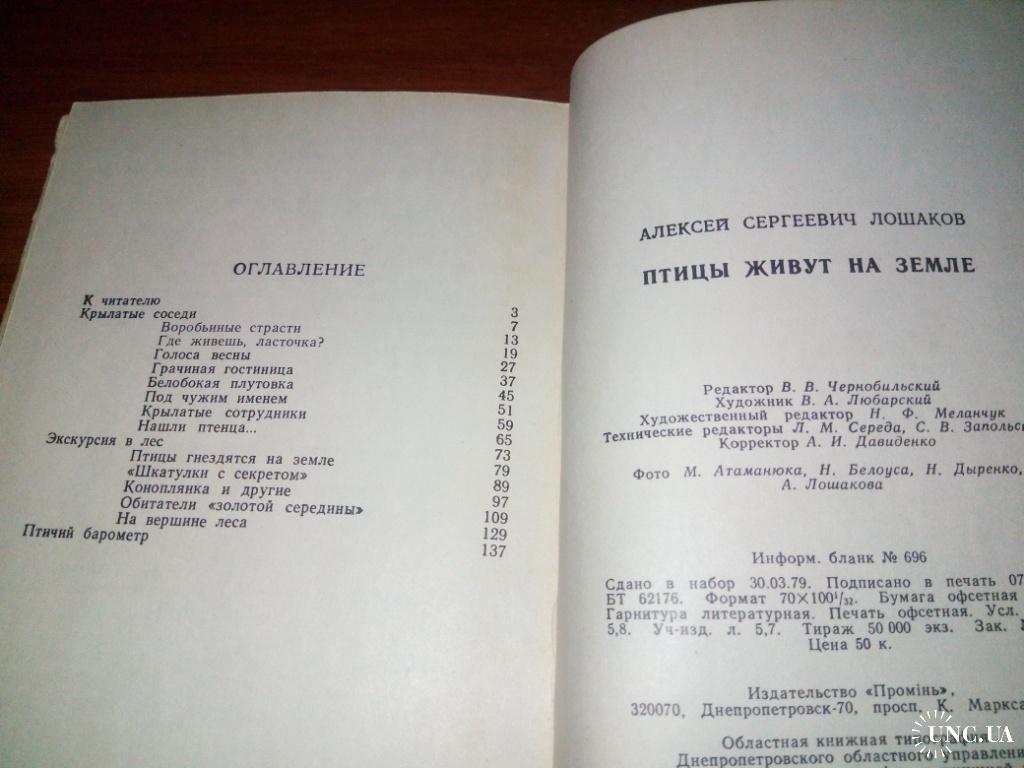 ОГЛАВЛЕНИЕ
К читателю 3
Крылатые соседи 7
Воробьиные страсти 13
Где живешь, ласточка? 19
Голоса весны 27
Грачиная гостиница 37
Белобокая плутовка 45
Под чужим именем 51
Крылатые сотрудники 59
Нашли птенца... 65
Экскурсия в лес 73
Птицы гнездятся на земле 79
«Шкатулки с секретом» 89
Коноплянка и другие 97
Обитатели «золотой середины» 109
На вершине леса 129
Птичий барометр 137
АЛЕКСЕЙ СЕРГЕЕВИЧ ЛОШАКОВ
ПТИЦЫ ЖИВУТ НА ЗЕМЛЕ
Редактор В. В. Чернобильский
Художник В. А. Любарский
Художественный редактор Н. Ф. Меланчук
Технические редакторы Л. М. Середа, С. В. Запольс
Корректор А. И. Давиденко
Фото М. Атаманюка, Н. Белоуса, Н. Дыренко,
А. Лошакова
Информ. бланк № 696
Сдано в набор 30.03.79. Подписано в печать 07
БТ 62176. Формат 70×100¹/₃₂. Бумага офсетная
Гарнитура литературная. Печать офсетная. Усл.
5,8. Уч-изд. л. 5,7. Тираж 50 000 экз. Зак.
Цена 50 к.
Издательство «Промінь»,
320070, Днепропетровск-70, просп. К. Маркса
Областная книжная типография
Днепропетровского областного управлени
UNC.UA